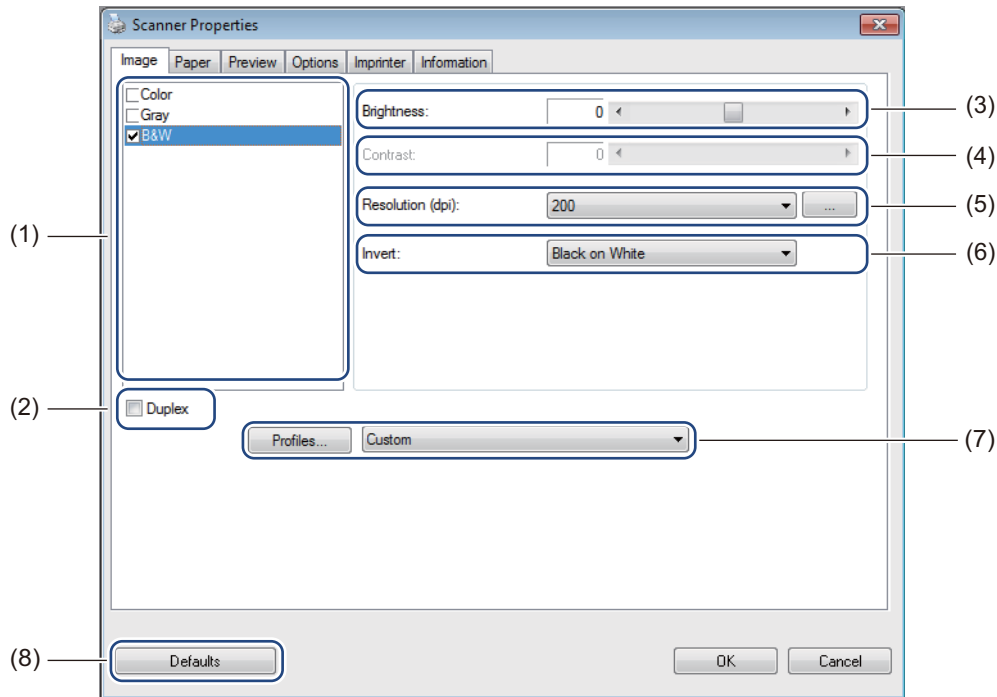 Scanner Properties
Image Paper Preview Options Imprinter Information
Color
Gray
B&W
Brightness: 0
Contrast: 0
Resolution (dpi): 200 ...
Invert: Black on White
Duplex
Profiles... Custom
Defaults OK Cancel
(1)
(2)
(3)
(4)
(5)
(6)
(7)
(8)